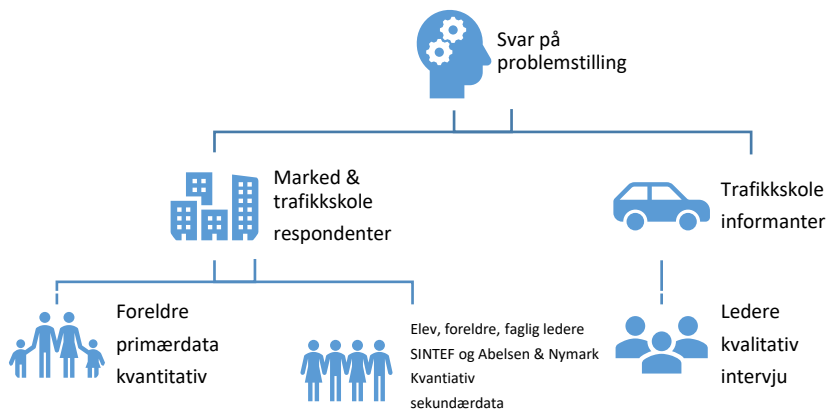 Svar på
problemstilling
Marked &
trafikkskole
respondenter
Trafikkskole
informanter
Foreldre
primærdata
kvantitativ
Elev, foreldre, faglig ledere
SINTEF og Abelsen & Nymark
Kvantiativ
sekundærdata
Ledere
kvalitativ
intervju